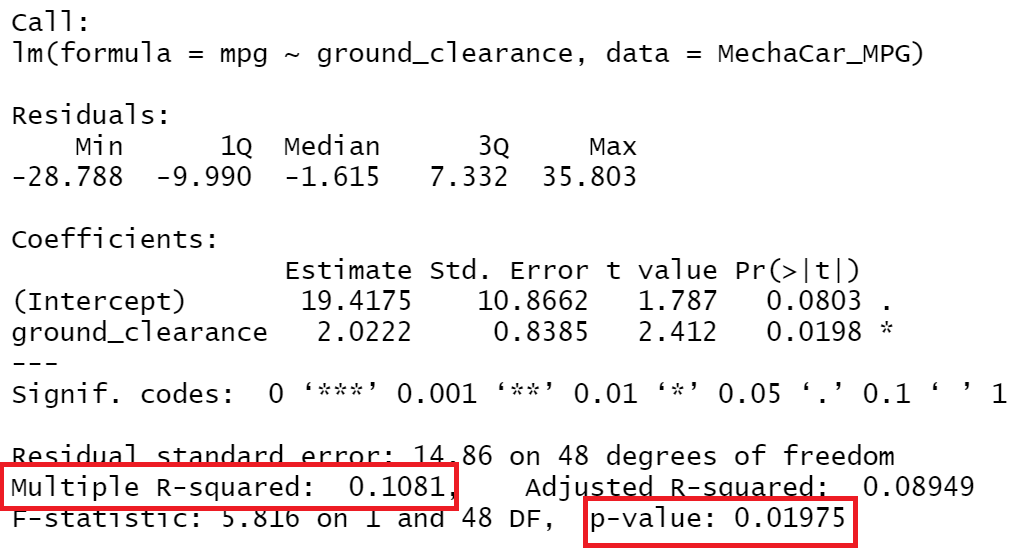 Call:
lm(formula = mpg ~ ground_clearance, data = MechaCar_MPG)
Residuals:
Min 1Q Median 3Q Max
-28.788 -9.990 -1.615 7.332 35.803
Coefficients:
Estimate Std. Error t value Pr(>|t|)
(Intercept) 19.4175 10.8662 1.787 0.0803 .
ground_clearance 2.0222 0.8385 2.412 0.0198 *
---
Signif. codes: 0 ‘***’ 0.001 ‘**’ 0.01 ‘*’ 0.05 ‘.’ 0.1 ‘ ’ 1
Residual standard error: 14.86 on 48 degrees of freedom
Multiple R-squared: 0.1081, Adjusted R-squared: 0.08949
F-statistic: 5.816 on 1 and 48 DF, p-value: 0.01975